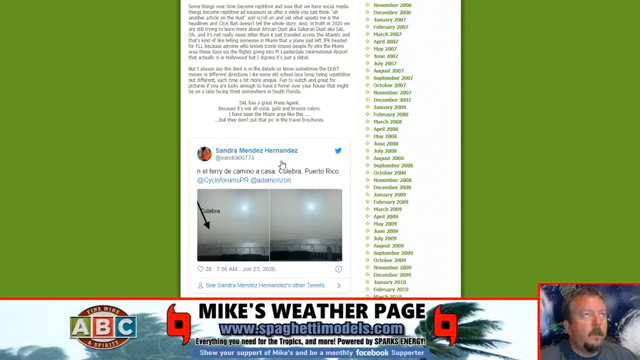 Some things over time become repititive and now that we have social media
things become repititive ad nauseum so after a while you just think "ah
another article on the dust" and scroll on and yet what upsets me is the
headlines and Click Bait doesn't tell the whole story. And, in truth in 2020 we
are still trying to learn more about African Dust aka Saharan Dust aka SAL.
Oh, and it's not really news other than it just traveled across the Atlantic and
that's kind of like telling someone in Miami that a plane just left JFK headed
for FLL because anyone who knows travel knows people fly into the Miami
area these days via the flights going into Ft Lauderdale International Airport
that actually is in Hollywood but I digress it's just a detail.
But I always say the devil is in the details so know sometimes the DUST
but different, each time a bit more unique. Fun to watch and great for
pictures if you are lucky enough to have it hover over your house that might
be on a lake facing West somewhere in South Florida.
SAL has a great Press Agent.
Because it's not all coral, gold and bronze colors.
I have seen the Miami area like this ...
...but they don't put that pic in the travel brochures.
Sandra Mendez Hernandez
@sandra00775
n el ferry de camino a casa, Culebra, Puerto Rico.
@CycloforumsPR @adamonzon
Culebra
28 7:56 AM - Jun 23, 2020
See Sandra Mendez Hernandez's other Tweets
November 2006
December 2006
January 2007
February 2007
March 2007
April 2007
May 2007
June 2007
July 2007
August 2007
September 2007
October 2007
November 2007
December 2007
January 2008
February 2008
March 2008
April 2008
May 2008
June 2008
July 2008
August 2008
September 2008
October 2008
November 2008
December 2008
January 2009
February 2009
March 2009
April 2009
May 2009
June 2009
July 2009
August 2009
September 2009
October 2009
November 2009
December 2009
January 2010
February 2010
March 2010
FINE WINE
ABC
& SPIRITS
MIKE'S WEATHER PAGE
www.spaghettimodels.com
Everything you need for the Tropics, and more! Powered by SPARKS ENERGY!
Show your support of Mike's and be a monthly facebook Supporter